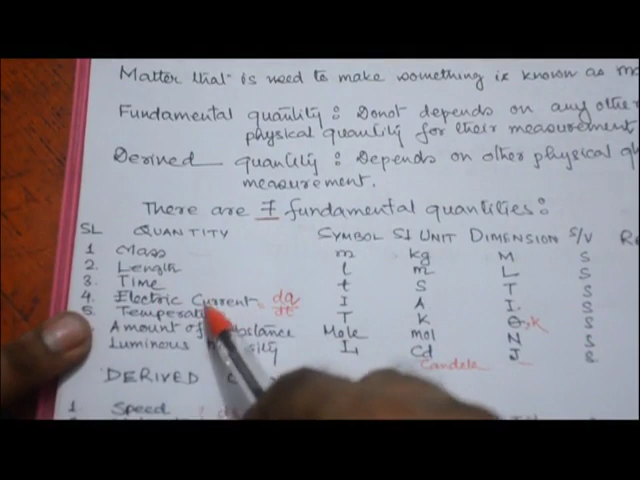 Matter that is need to make something is known as
Fundamental quantity : Donot depends on any other
physical quantity for their measurement
Derived quantity : Depends on other physical
measurement.
There are 7 fundamental quantities :
SL QUANTITY SYMBOL SI UNIT DIMENSION S/V
1 Mass m kg M S
2. Length l m L S
3. Time t S T S
4. Electric Current = dq/dt I A I S
5. T K θ, K S
Amount of Mole mol N S
Luminous L Cd J S
Candela
DERIVED
1 Speed